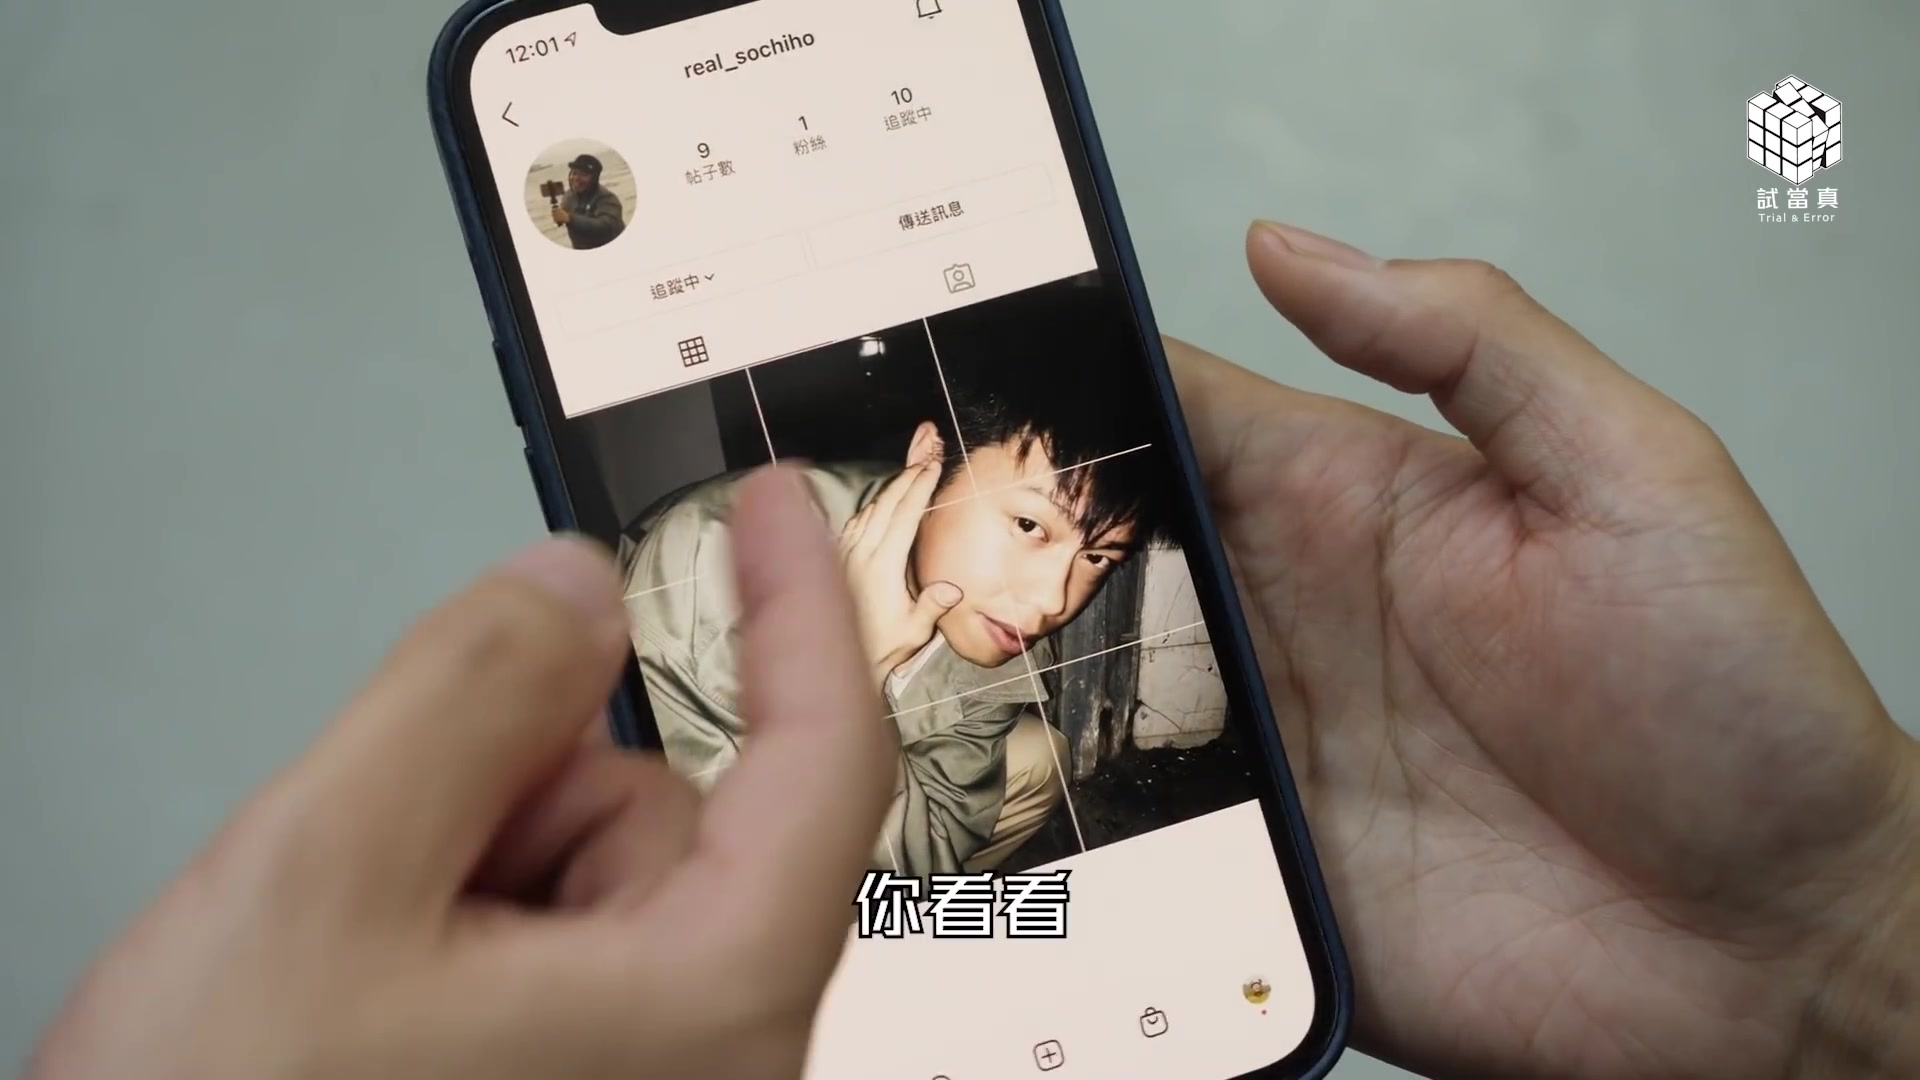 12:01
real_sochiho
9
帖子數
1
粉絲
10
追蹤中
追蹤中
傳送訊息
試當真
Trial & Error
你看看